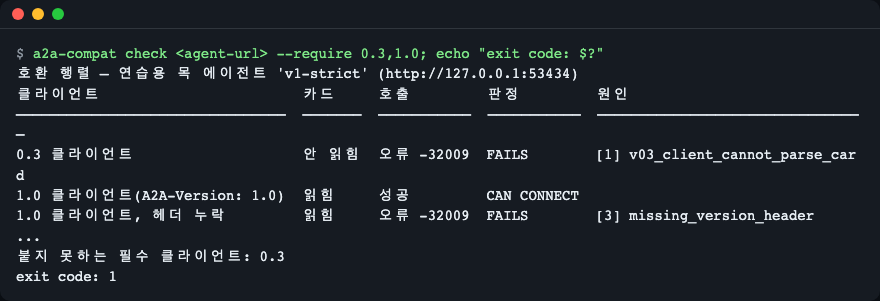 $ a2a-compat check <agent-url> --require 0.3,1.0; echo "exit code: $?"
호환 행렬 — 연습용 목 에이전트 'v1-strict' (http://127.0.0.1:53434)
클라이언트 카드 호출 판정 원인
────────────────────────────── ─────── ─────────── ─────────── ─────────────────────────────
─
0.3 클라이언트 안 읽힘 오류 -32009 FAILS [1] v03_client_cannot_parse_car
d
1.0 클라이언트(A2A-Version: 1.0) 읽힘 성공 CAN CONNECT
1.0 클라이언트, 헤더 누락 읽힘 오류 -32009 FAILS [3] missing_version_header
...
붙지 못하는 필수 클라이언트: 0.3
exit code: 1